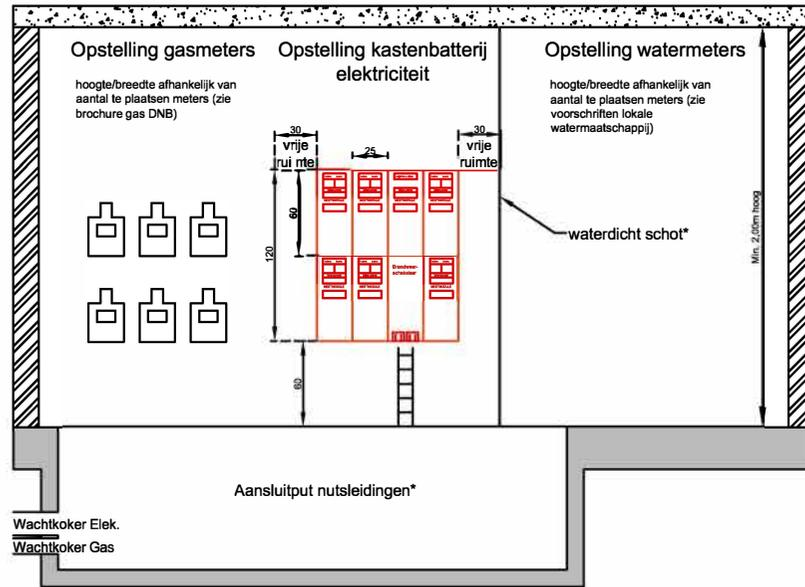 Opstelling gasmeters
hoogte/breedte afhankelijk van
aantal te plaatsen meters (zie
brochure gas DNB)
Opstelling kastenbatterij
elektriciteit
Opstelling watermeters
hoogte/breedte afhankelijk van
aantal te plaatsen meters (zie
voorschriften lokale
watermaatschappij)
30
vrije
rui mte
25
30
vrije
ruimte
60
120
60
waterdicht schot*
Min. 2,00m hoog
Aansluitput nutsleidingen*
Wachtkoker Elek.
Wachtkoker Gas